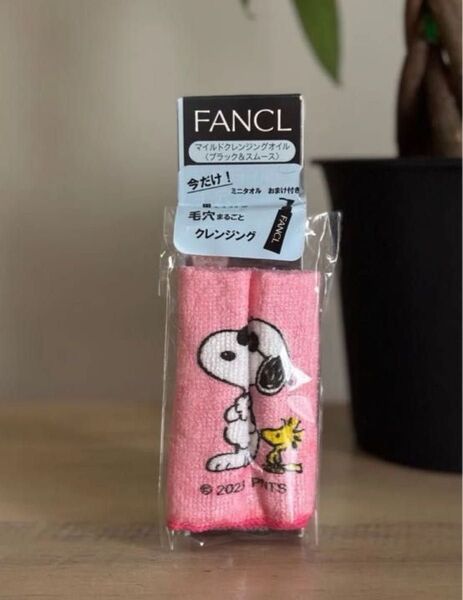 FANCL
マイルドクレンジングオイル
〈ブラック&スムース〉
今だけ!
ミニタオル おまけ付き
毛穴まるごと
クレンジング
FANCL
© 2023 PNTS